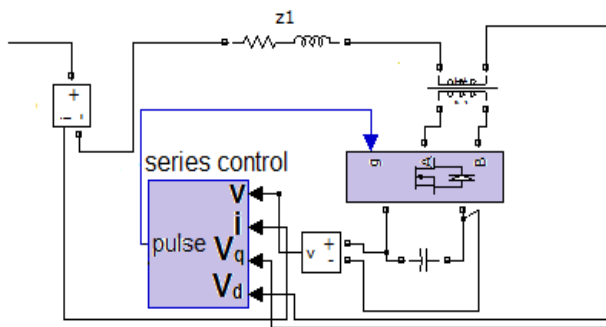 z1
+
- i
series control
g
A
B
v
i
pulse
Vq
Vd
v
+
-